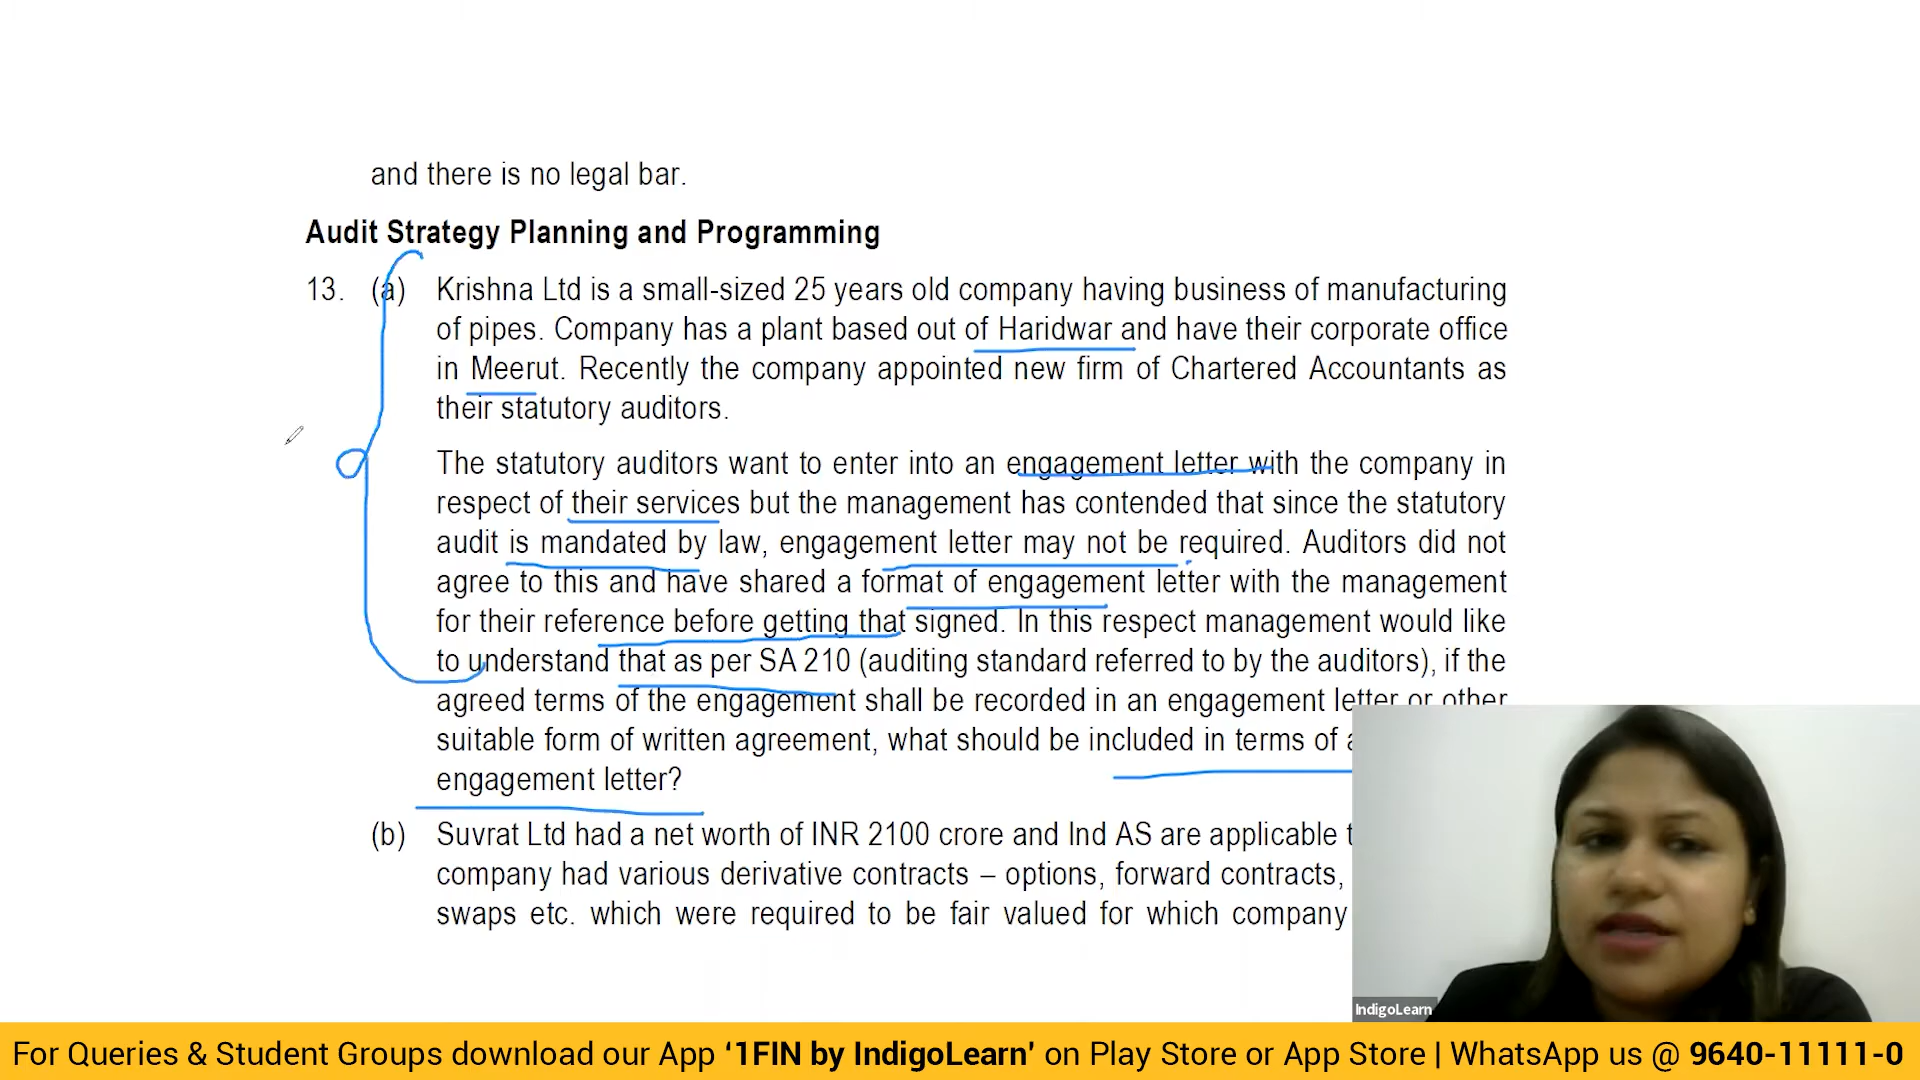 and there is no legal bar.
Audit Strategy Planning and Programming
13. (a) Krishna Ltd is a small-sized 25 years old company having business of manufacturing
of pipes. Company has a plant based out of Haridwar and have their corporate office
in Meerut. Recently the company appointed new firm of Chartered Accountants as
their statutory auditors.
The statutory auditors want to enter into an engagement letter with the company in
respect of their services but the management has contended that since the statutory
audit is mandated by law, engagement letter may not be required. Auditors did not
agree to this and have shared a format of engagement letter with the management
for their reference before getting that signed. In this respect management would like
to understand that as per SA 210 (auditing standard referred to by the auditors), if the
agreed terms of the engagement shall be recorded in an engagement letter or other
suitable form of written agreement, what should be included in terms of
engagement letter?
(b) Suvrat Ltd had a net worth of INR 2100 crore and Ind AS are applicable
company had various derivative contracts – options, forward contracts,
swaps etc. which were required to be fair valued for which company
IndigoLearn
For Queries & Student Groups download our App ‘1FIN by IndigoLearn’ on Play Store or App Store | WhatsApp us @ 9640-11111-0